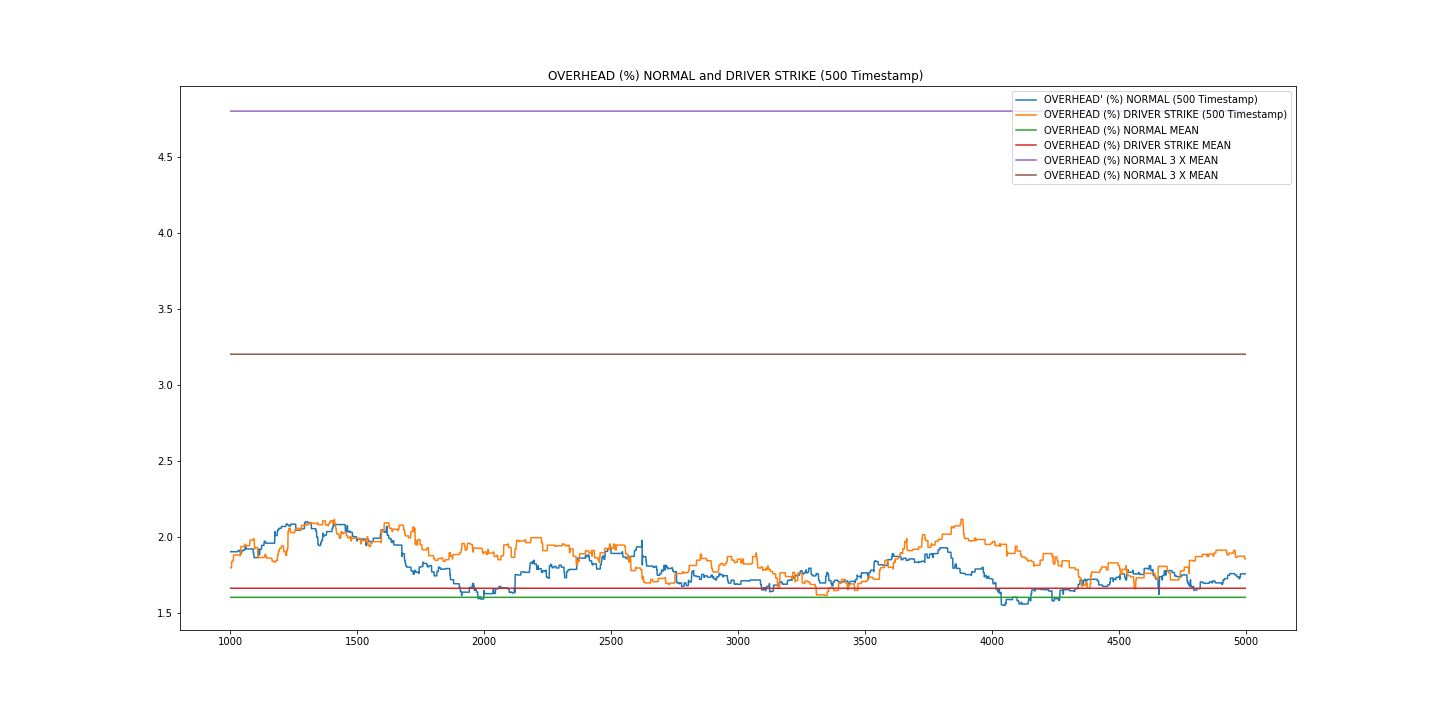 OVERHEAD (%) NORMAL and DRIVER STRIKE (500 Timestamp)
OVERHEAD' (%) NORMAL (500 Timestamp)
OVERHEAD (%) DRIVER STRIKE (500 Timestamp)
OVERHEAD (%) NORMAL MEAN
OVERHEAD (%) DRIVER STRIKE MEAN
OVERHEAD (%) NORMAL 3 X MEAN
OVERHEAD (%) NORMAL 3 X MEAN
4.5
4.0
3.5
3.0
2.5
2.0
1.5
1000 1500 2000 2500 3000 3500 4000 4500 5000